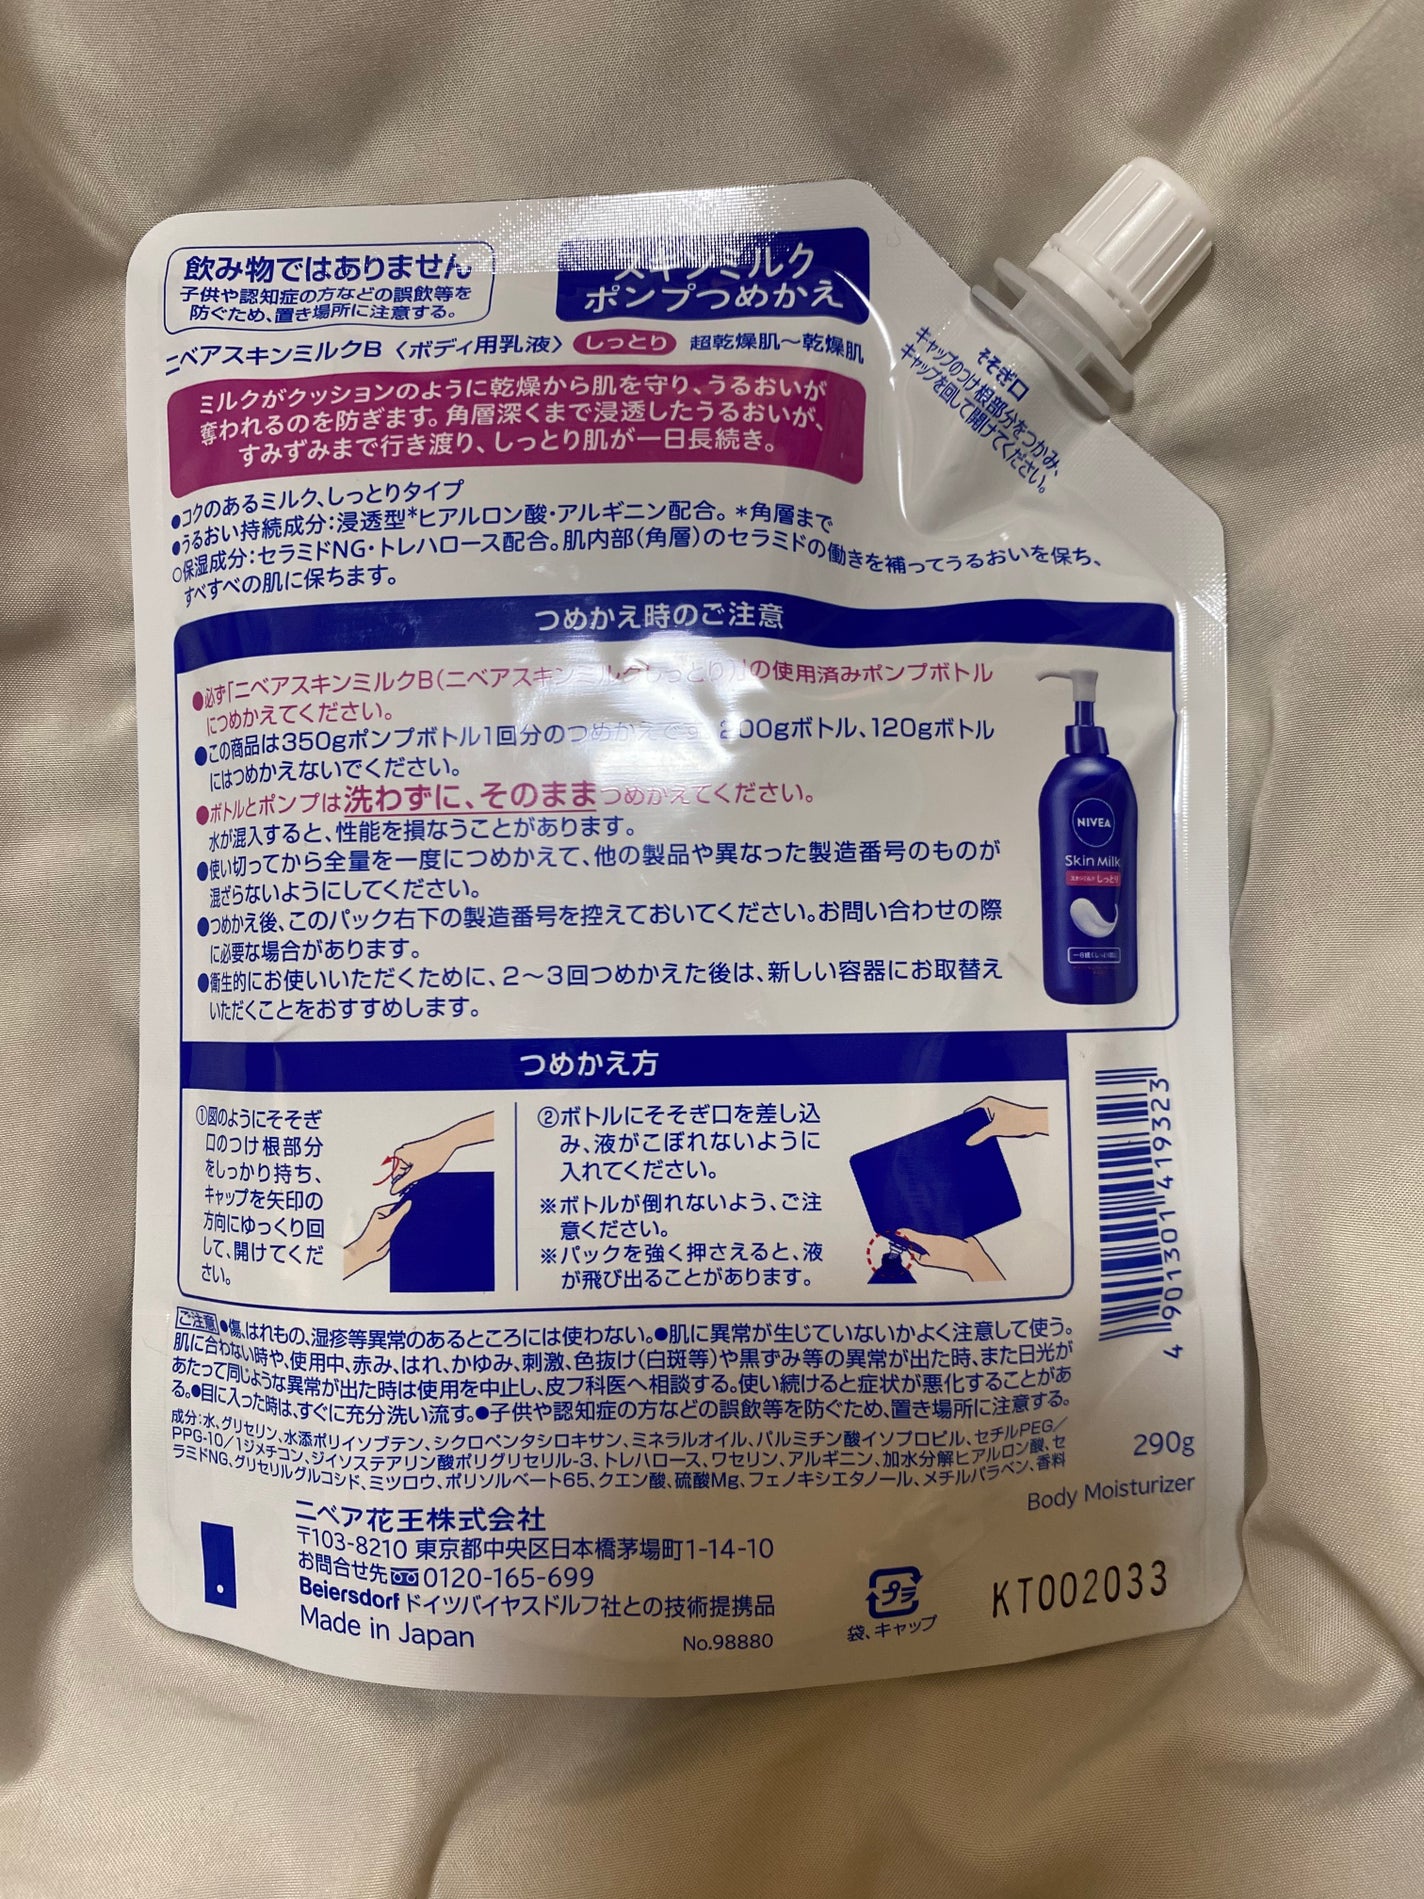 飲み物ではありません
子供や認知症の方などの誤飲等を
防ぐため、置き場所に注意する。
スキンミルク
ポンプつめかえ
ニベアスキンミルクB〈ボディ用乳液〉 しっとり 超乾燥肌～乾燥肌
そそぎ口
キャップのつけ根部分をつかみ、
キャップを回して開けてください。
ミルクがクッションのように乾燥から肌を守り、うるおいが
奪われるのを防ぎます。角層深くまで浸透したうるおいが、
すみずみまで行き渡り、しっとり肌が一日長続き。
●コクのあるミルク、しっとりタイプ
●うるおい持続成分:浸透型*ヒアルロン酸・アルギニン配合。*角層まで
○保湿成分:セラミドNG・トレハロース配合。肌内部(角層)のセラミドの働きを補ってうるおいを保ち、
すべすべの肌に保ちます。
つめかえ時のご注意
●必ず「ニベアスキンミルクB(ニベアスキンミルクしっとり)」の使用済みポンプボトル
につめかえてください。
●この商品は350gポンプボトル1回分のつめかえです。200gボトル、120gボトル
にはつめかえないでください。
●ボトルとポンプは洗わずに、そのままつめかえてください。
水が混入すると、性能を損なうことがあります。
●使い切ってから全量を一度につめかえて、他の製品や異なった製造番号のものが
混ざらないようにしてください。
●つめかえ後、このパック右下の製造番号を控えておいてください。お問い合わせの際
に必要な場合があります。
●衛生的にお使いいただくために、2～3回つめかえた後は、新しい容器にお取替え
いただくことをおすすめします。
NIVEA
Skin Milk
スキンミルク しっとり
つめかえ方
①図のようにそそぎ
口のつけ根部分
をしっかり持ち、
キャップを矢印の
方向にゆっくり回
して、開けてくだ
さい。
②ボトルにそそぎ口を差し込
み、液がこぼれないように
入れてください。
※ボトルが倒れないよう、ご注
意ください。
※パックを強く押さえると、液
が飛び出ることがあります。
4 901301 419323
ご注意●傷、はれもの、湿疹等異常のあるところには使わない。●肌に異常が生じていないかよく注意して使う。
肌に合わない時や、使用中、赤み、はれ、かゆみ、刺激、色抜け(白斑等)や黒ずみ等の異常が出た時、また日光が
あたって同じような異常が出た時は使用を中止し、皮フ科医へ相談する。使い続けると症状が悪化することがあ
る。●目に入った時は、すぐに充分洗い流す。●子供や認知症の方などの誤飲等を防ぐため、置き場所に注意する。
成分:水、グリセリン、水添ポリイソブテン、シクロペンタシロキサン、ミネラルオイル、パルミチン酸イソプロピル、セチルPEG/
PPG-10/1ジメチコン、ジイソステアリン酸ポリグリセリル-3、トレハロース、ワセリン、アルギニン、加水分解ヒアルロン酸、セ
ラミドNG、グリセリルグルコシド、ミツロウ、ポリソルベート65、クエン酸、硫酸Mg、フェノキシエタノール、メチルパラベン、香料
290g
Body Moisturizer
ニベア花王株式会社
〒103-8210 東京都中央区日本橋茅場町1-14-10
お問合せ先 0120-165-699
Beiersdorf ドイツバイヤスドルフ社との技術提携品
Made in Japan
No.98880
プラ
袋、キャップ
KT002033